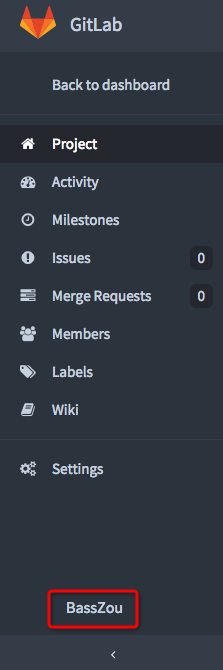 GitLab
Back to dashboard
Project
Activity
Milestones
Issues 0
Merge Requests 0
Members
Labels
Wiki
Settings
BassZou